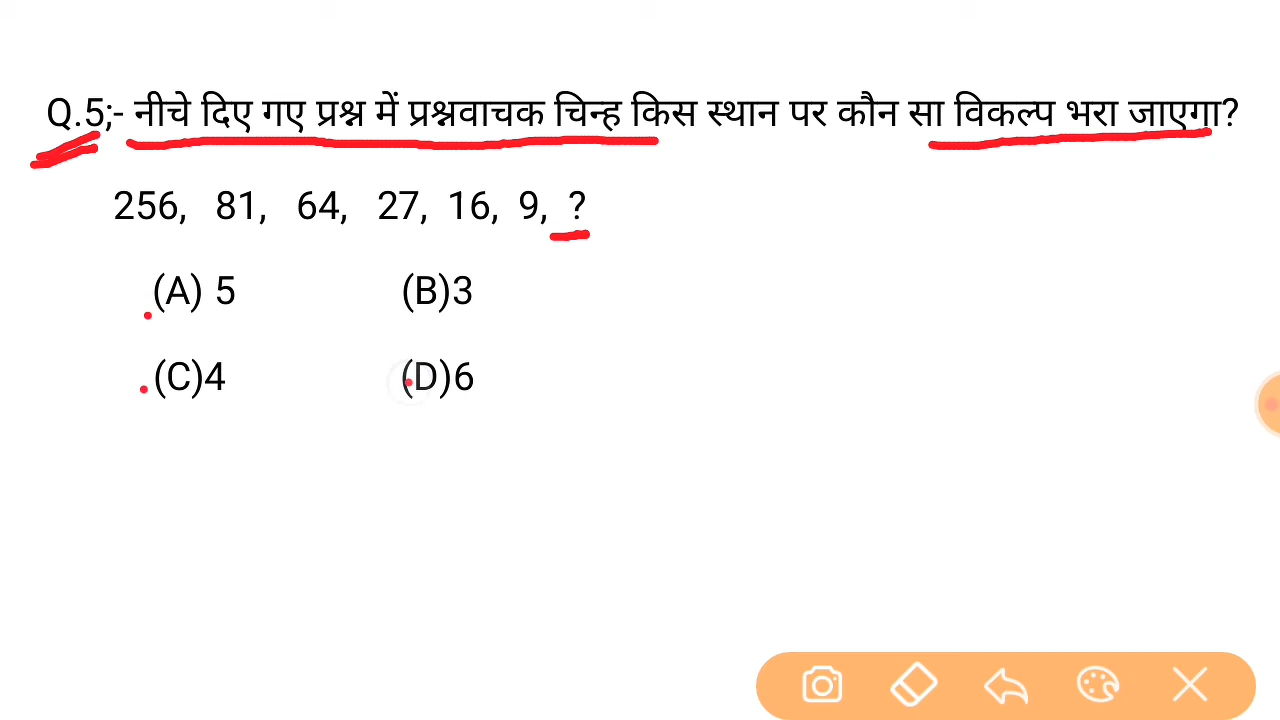 Q.5;- नीचे दिए गए प्रश्न में प्रश्नवाचक चिन्ह किस स्थान पर कौन सा विकल्प भरा जाएगा?
256, 81, 64, 27, 16, 9, ?
(A) 5 (B)3
(C)4 (D)6